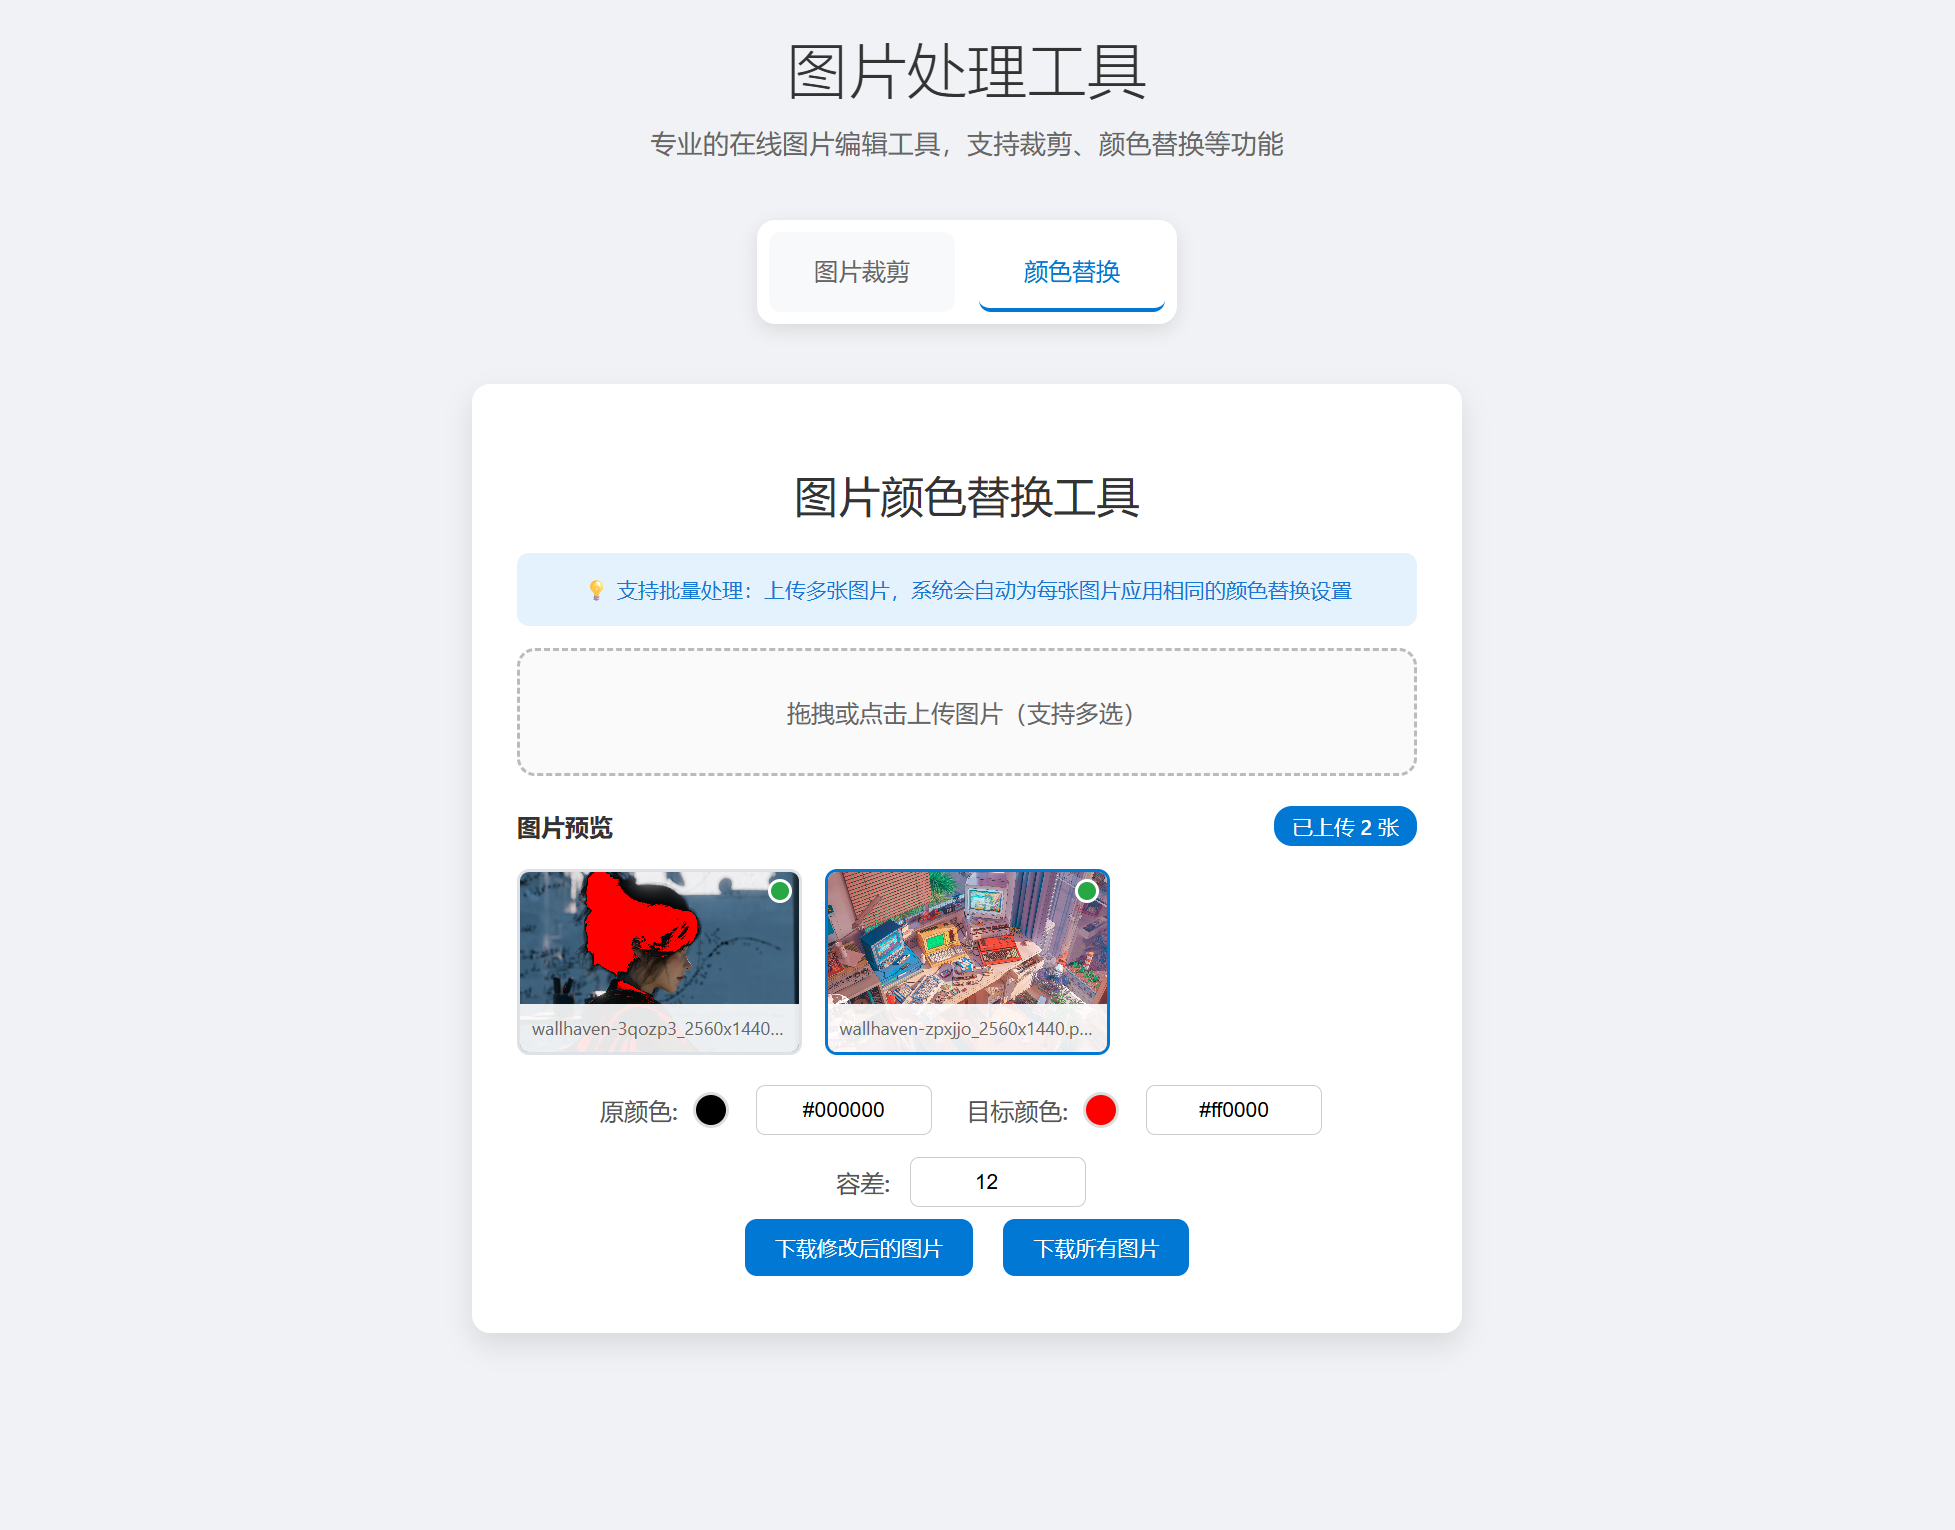 图片处理工具
专业的在线图片编辑工具，支持裁剪、颜色替换等功能
图片裁剪
颜色替换
图片颜色替换工具
💡 支持批量处理：上传多张图片，系统会自动为每张图片应用相同的颜色替换设置
拖拽或点击上传图片（支持多选）
图片预览
已上传 2 张
wallhaven-3qozp3_2560x1440...
wallhaven-zpxjjo_2560x1440.p...
原颜色: #000000 目标颜色: #ff0000
容差: 12
下载修改后的图片
下载所有图片